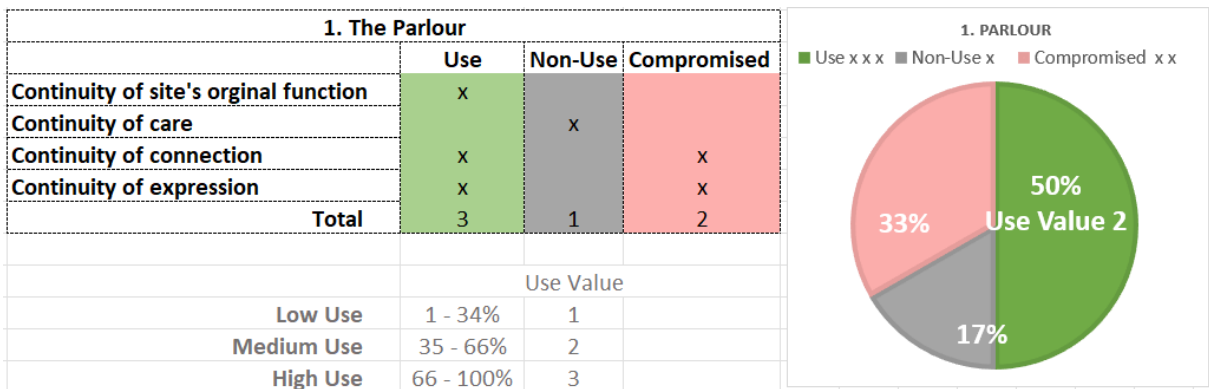 1. The Parlour
Use Non-Use Compromised
Continuity of site's orginal function x
Continuity of care x
Continuity of connection x x
Continuity of expression x x
Total 3 1 2
Use Value
Low Use 1 - 34% 1
Medium Use 35 - 66% 2
High Use 66 - 100% 3
1. PARLOUR
Use x x x Non-Use x Compromised x x
50%
Use Value 2
33%
17%